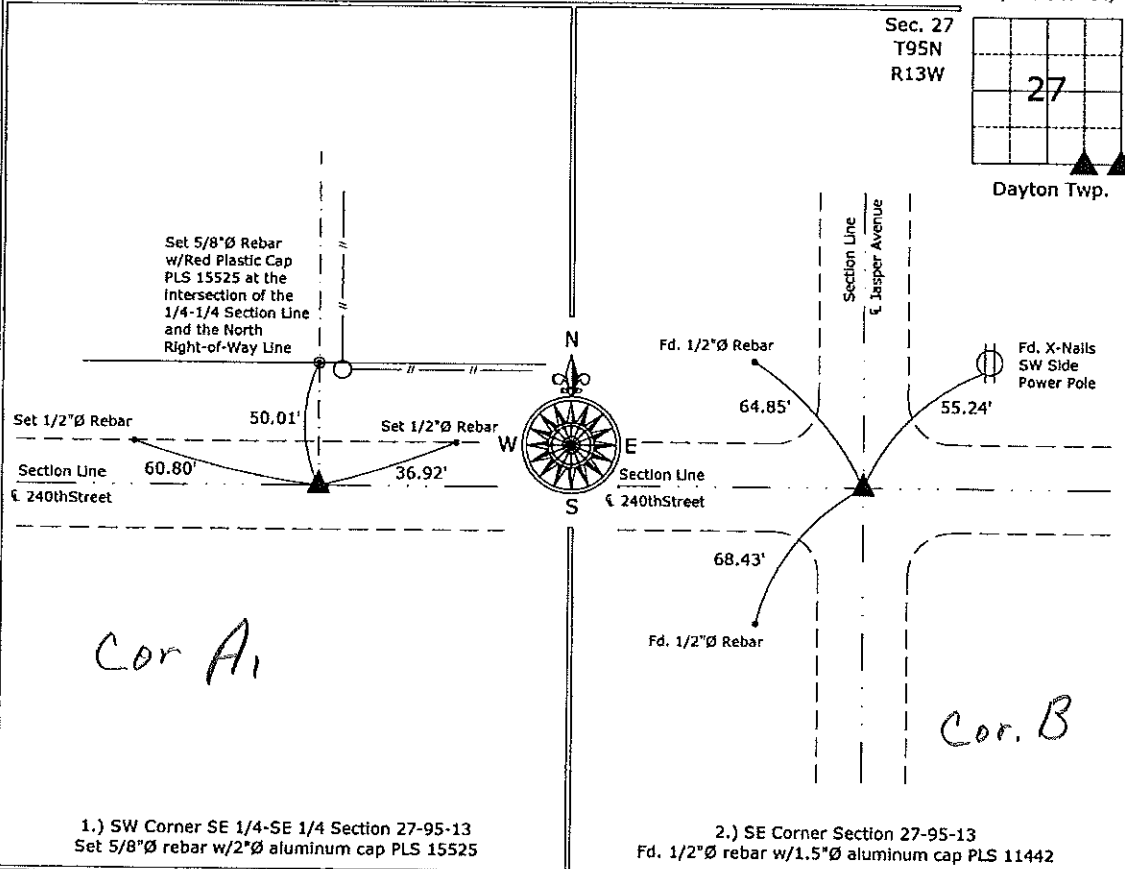 Sec. 27
T95N
R13W
27
Dayton Twp.
Set 5/8"Ø Rebar
w/Red Plastic Cap
PLS 15525 at the
intersection of the
1/4-1/4 Section Line
and the North
Right-of-Way Line
50.01'
Set 1/2"Ø Rebar
60.80'
Set 1/2"Ø Rebar
36.92'
Section Line
℄ 240thStreet
N
W
E
S
Section Line
℄ Jasper Avenue
Fd. 1/2"Ø Rebar
64.85'
Fd. X-Nails
SW Side
Power Pole
55.24'
Section Line
℄ 240thStreet
68.43'
Fd. 1/2"Ø Rebar
Cor A1
Cor. B
1.) SW Corner SE 1/4-SE 1/4 Section 27-95-13
Set 5/8"Ø rebar w/2"Ø aluminum cap PLS 15525
2.) SE Corner Section 27-95-13
Fd. 1/2"Ø rebar w/1.5"Ø aluminum cap PLS 11442